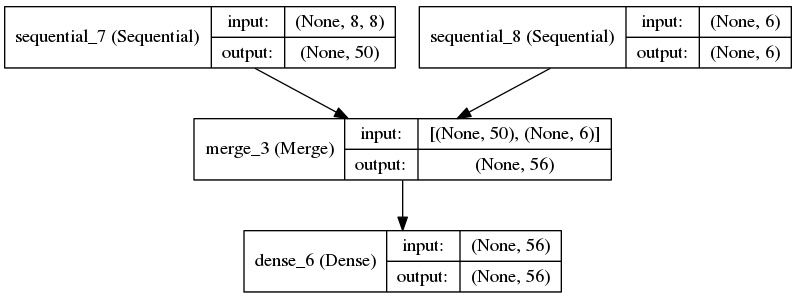 sequential_7 (Sequential)
input:
(None, 8, 8)
output:
(None, 50)
sequential_8 (Sequential)
input:
(None, 6)
output:
(None, 6)
merge_3 (Merge)
input:
[(None, 50), (None, 6)]
output:
(None, 56)
dense_6 (Dense)
input:
(None, 56)
output:
(None, 56)